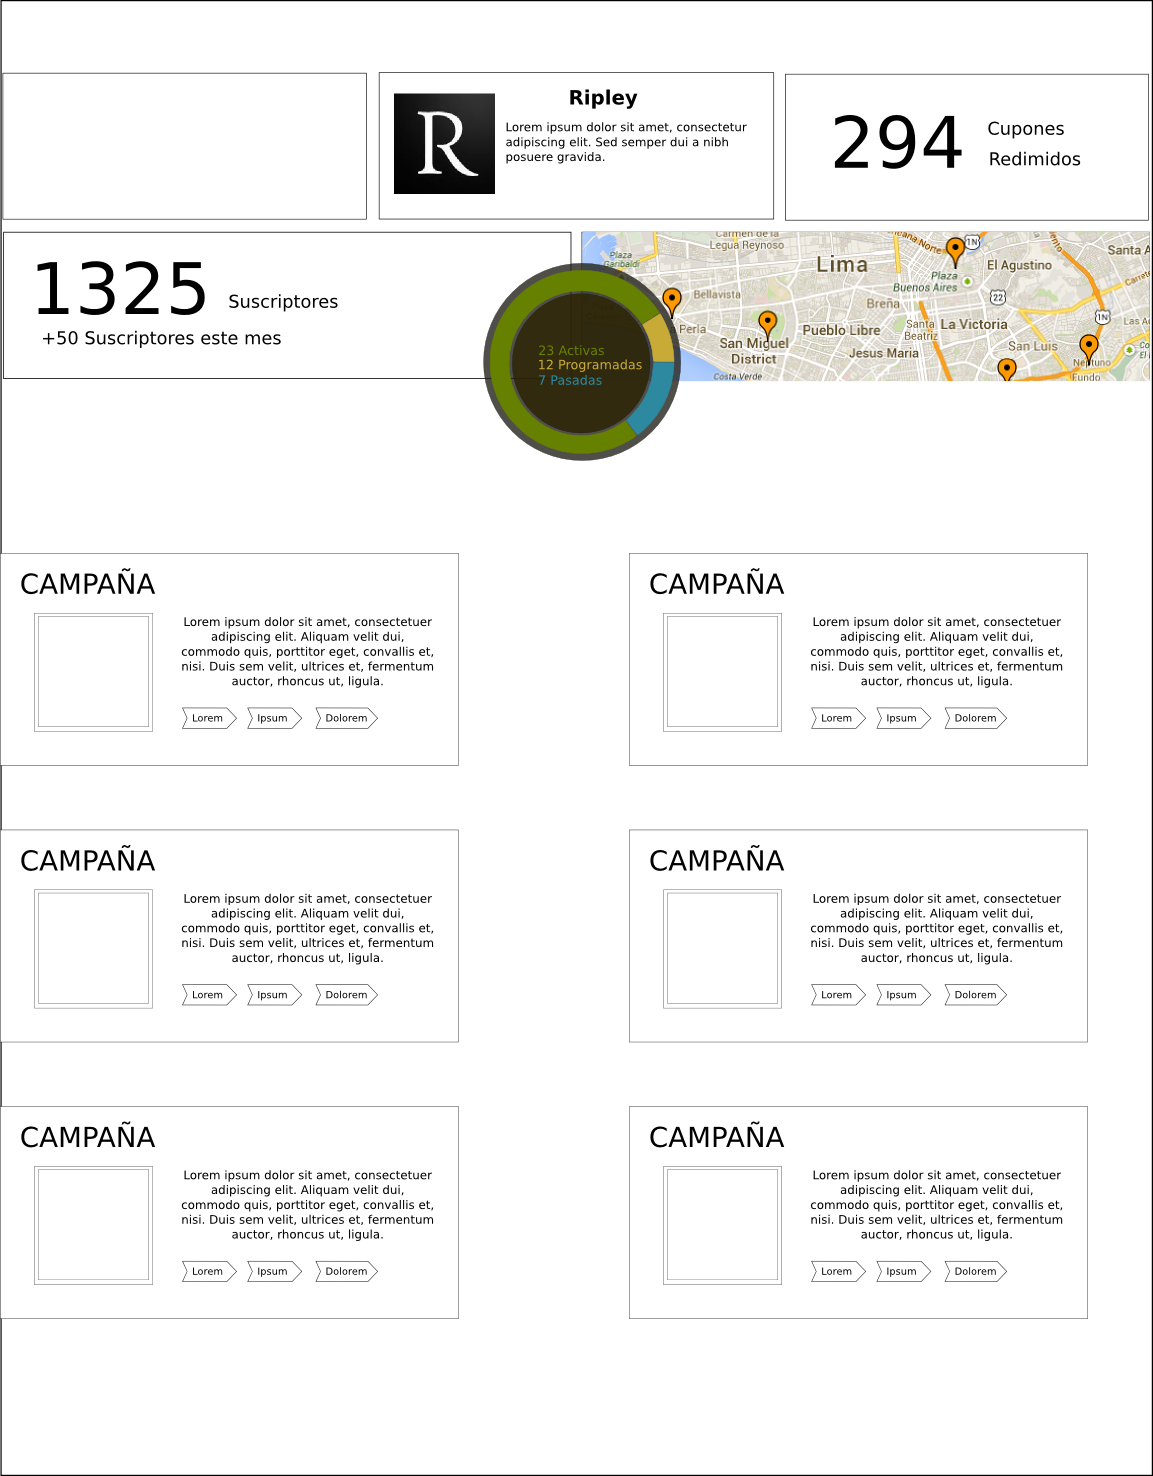 Ripley
R
Lorem ipsum dolor sit amet, consectetur
adipiscing elit. Sed semper dui a nibh
posuere gravida.
294
Cupones
Redimidos
1325 Suscriptores
+50 Suscriptores este mes
23 Activas
12 Programadas
7 Pasadas
Carmen de la
Legua Reynoso
Plaza
Garibaldi
Lima
cana Norte
1N
Plaza
Buenos Aires
El Agustino
Santa A
Carrete
Bellavista
Breña
22
1N
Perla
Pueblo Libre
Santa
Beatriz
La Victoria
Las Ac
San Miguel
District
Jesus Maria
San Luis
Co
El I
Neptuno
Fundo
Costa Verde
CAMPAÑA
Lorem ipsum dolor sit amet, consectetuer
adipiscing elit. Aliquam velit dui,
commodo quis, porttitor eget, convallis et,
nisi. Duis sem velit, ultrices et, fermentum
auctor, rhoncus ut, ligula.
Lorem Ipsum Dolorem
CAMPAÑA
Lorem ipsum dolor sit amet, consectetuer
adipiscing elit. Aliquam velit dui,
commodo quis, porttitor eget, convallis et,
nisi. Duis sem velit, ultrices et, fermentum
auctor, rhoncus ut, ligula.
Lorem Ipsum Dolorem
CAMPAÑA
Lorem ipsum dolor sit amet, consectetuer
adipiscing elit. Aliquam velit dui,
commodo quis, porttitor eget, convallis et,
nisi. Duis sem velit, ultrices et, fermentum
auctor, rhoncus ut, ligula.
Lorem Ipsum Dolorem
CAMPAÑA
Lorem ipsum dolor sit amet, consectetuer
adipiscing elit. Aliquam velit dui,
commodo quis, porttitor eget, convallis et,
nisi. Duis sem velit, ultrices et, fermentum
auctor, rhoncus ut, ligula.
Lorem Ipsum Dolorem
CAMPAÑA
Lorem ipsum dolor sit amet, consectetuer
adipiscing elit. Aliquam velit dui,
commodo quis, porttitor eget, convallis et,
nisi. Duis sem velit, ultrices et, fermentum
auctor, rhoncus ut, ligula.
Lorem Ipsum Dolorem
CAMPAÑA
Lorem ipsum dolor sit amet, consectetuer
adipiscing elit. Aliquam velit dui,
commodo quis, porttitor eget, convallis et,
nisi. Duis sem velit, ultrices et, fermentum
auctor, rhoncus ut, ligula.
Lorem Ipsum Dolorem